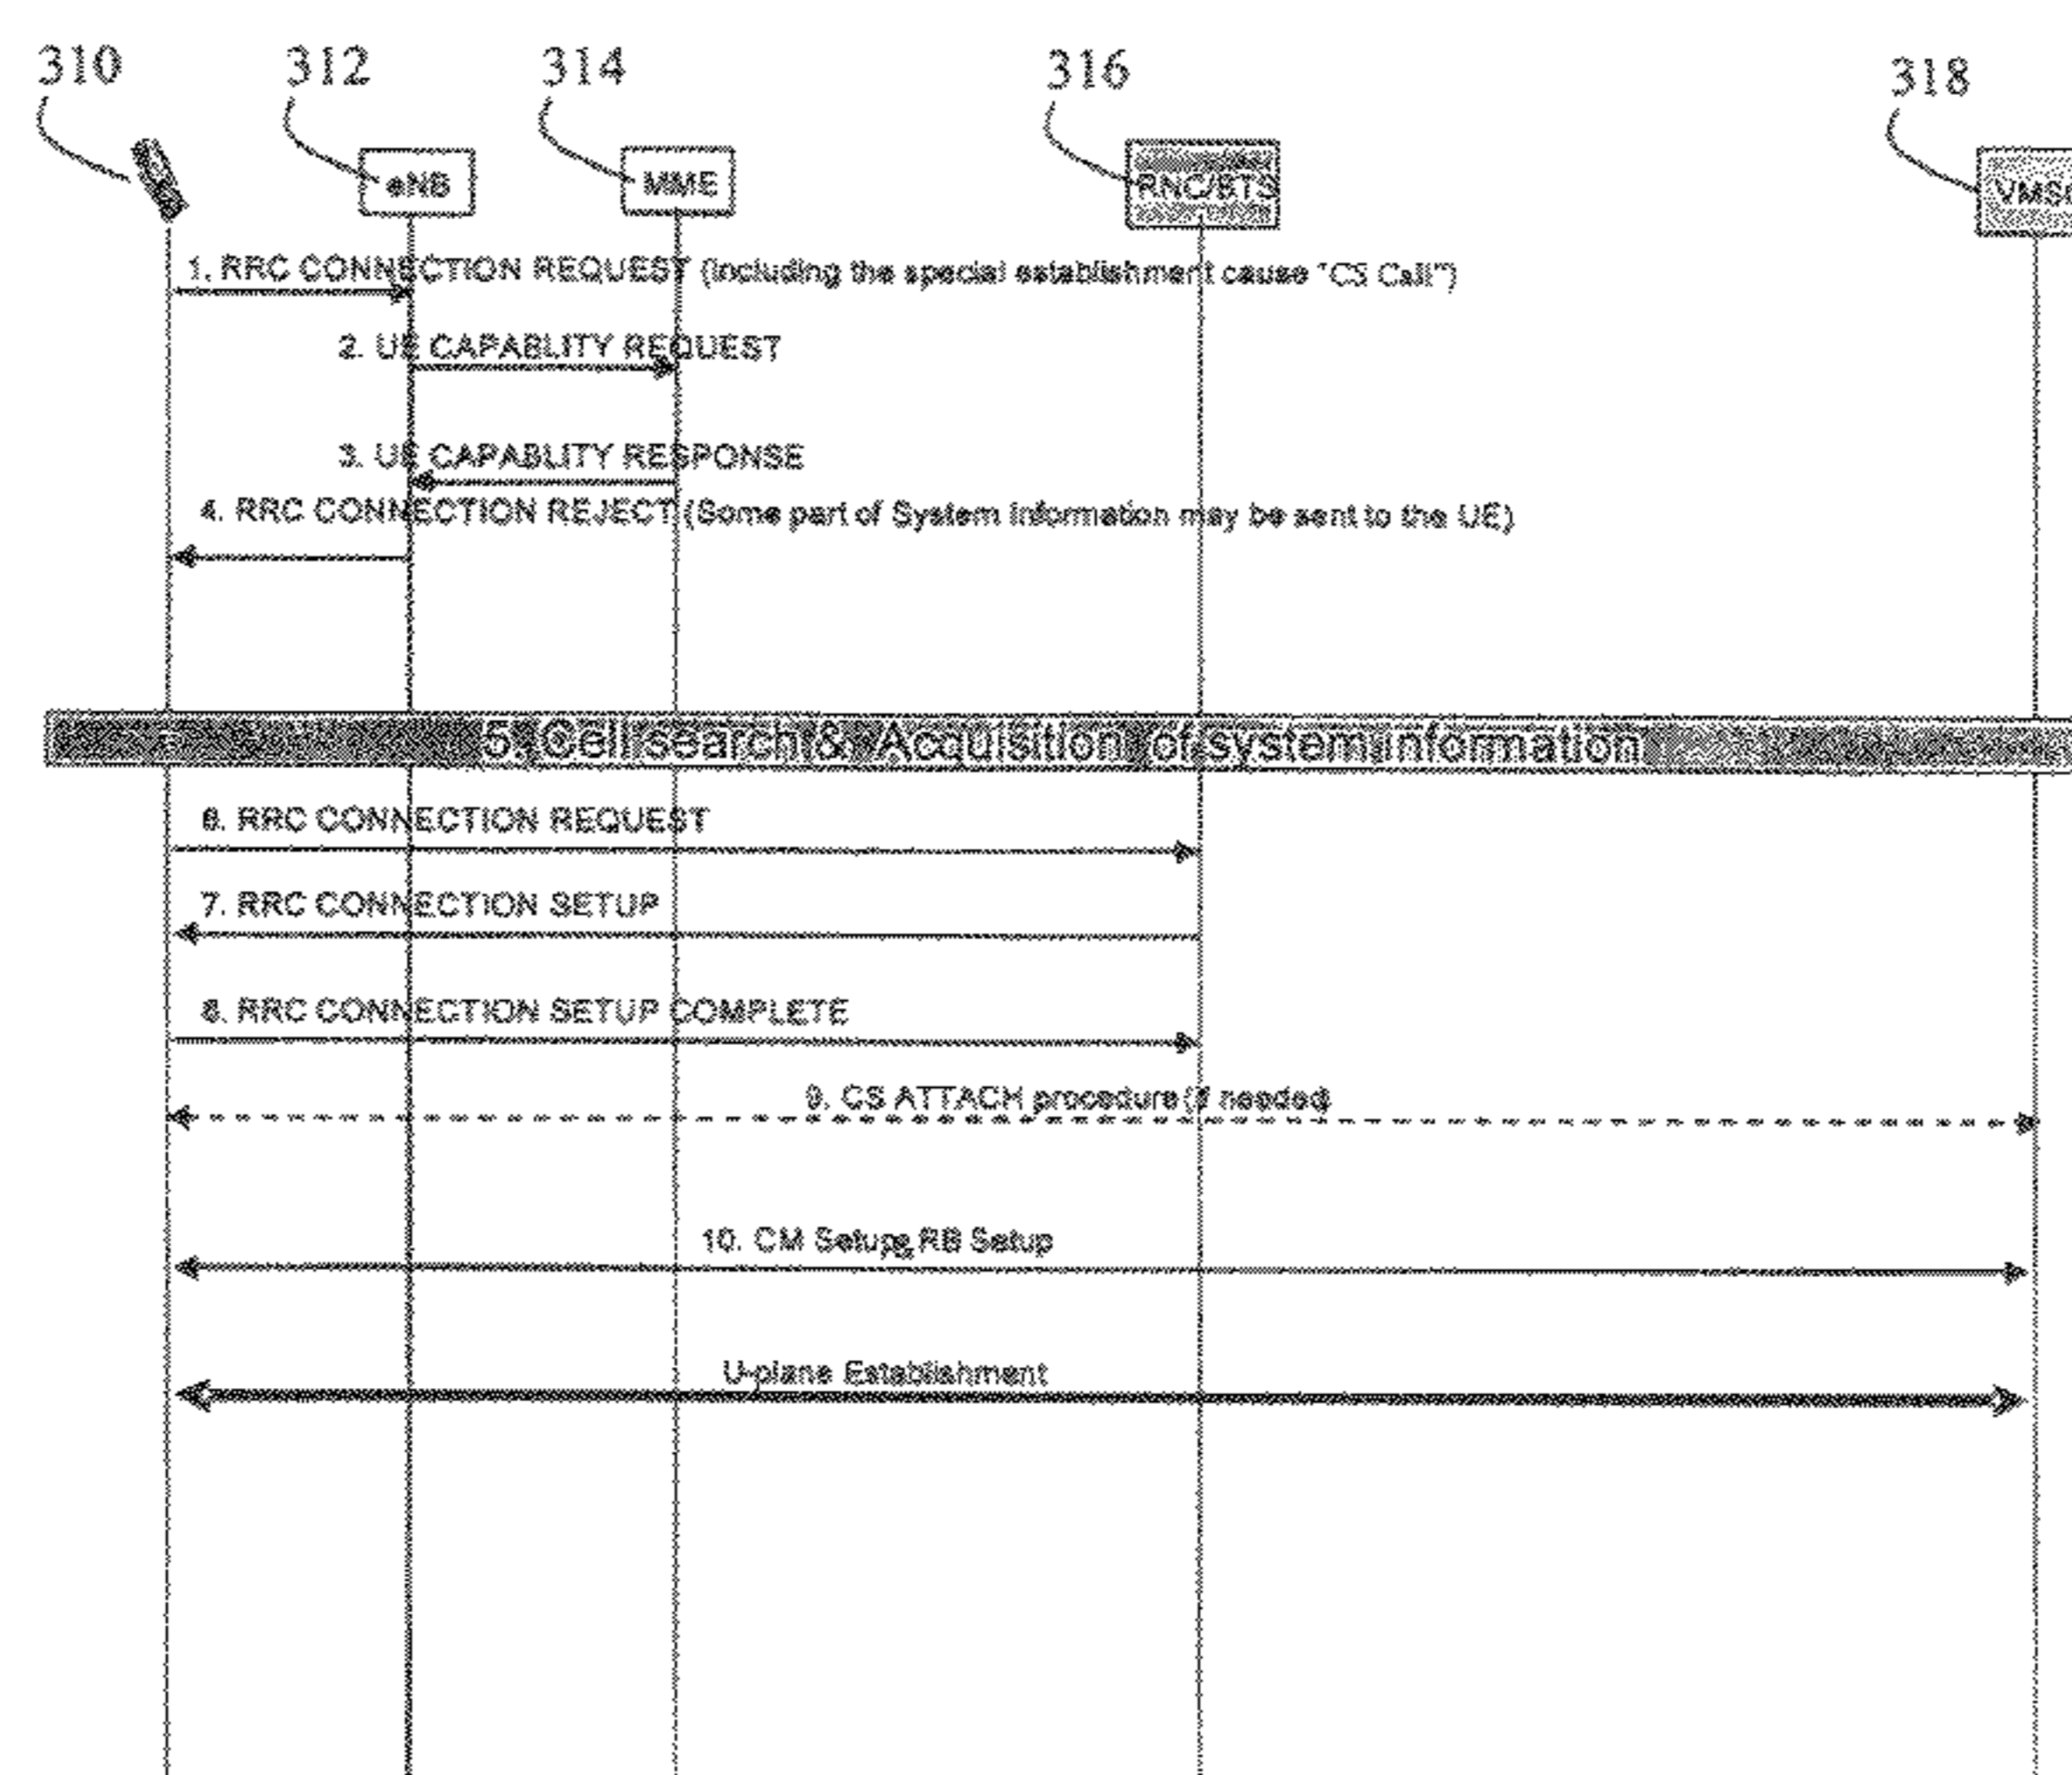 310 312 314 316 318
eNB MME RNC/BTS
1. RRC CONNECTION REQUEST (including the special establishment cause "CS Call")
2. UE CAPABLITY REQUEST
3. UE CAPABLITY RESPONSE
4. RRC CONNECTION REJECT (Some part of System Information may be sent to the UE)
5. Cell search & Acquisition of system information
6. RRC CONNECTION REQUEST
7. RRC CONNECTION SETUP
8. RRC CONNECTION SETUP COMPLETE
9. CS ATTACH procedure (if needed)
10. CM Setup, RB Setup
U-plane Establishment